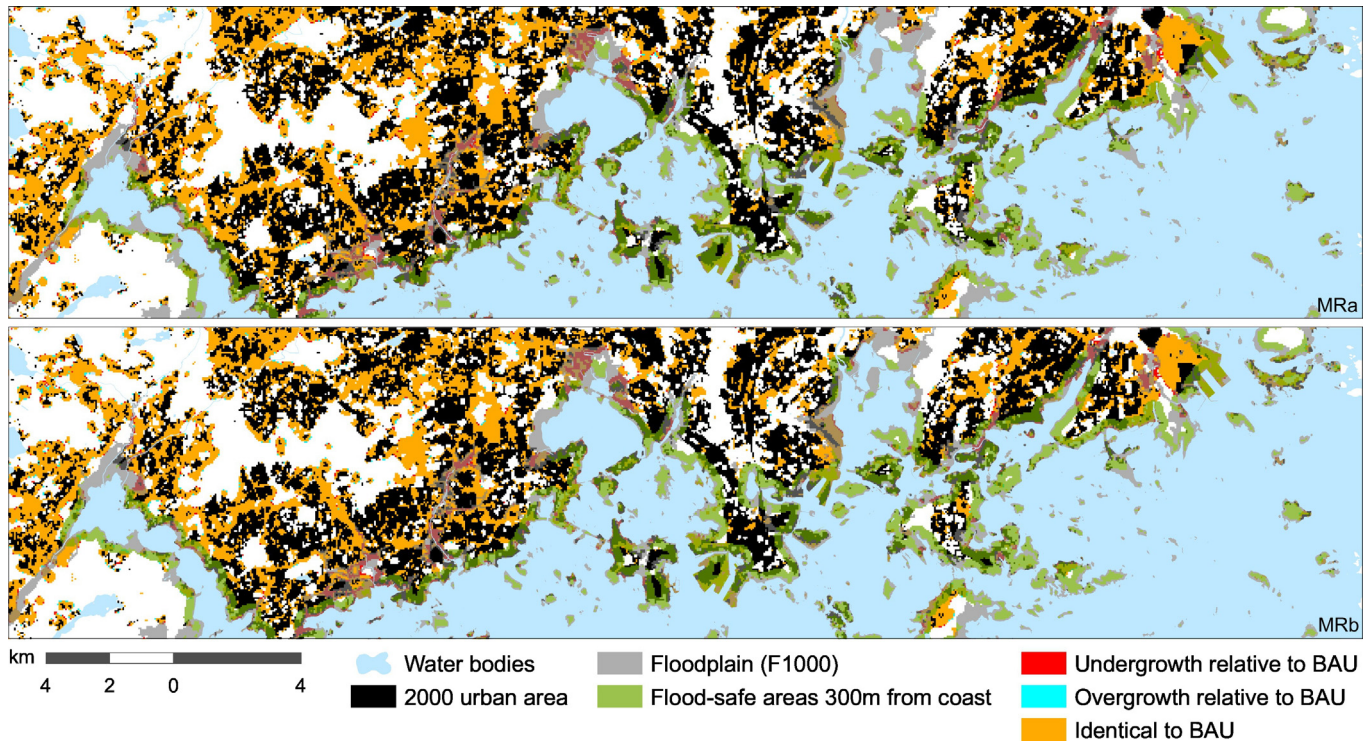 MRa
MRb
km
4 2 0 4
Water bodies
2000 urban area
Floodplain (F1000)
Flood-safe areas 300m from coast
Undergrowth relative to BAU
Overgrowth relative to BAU
Identical to BAU